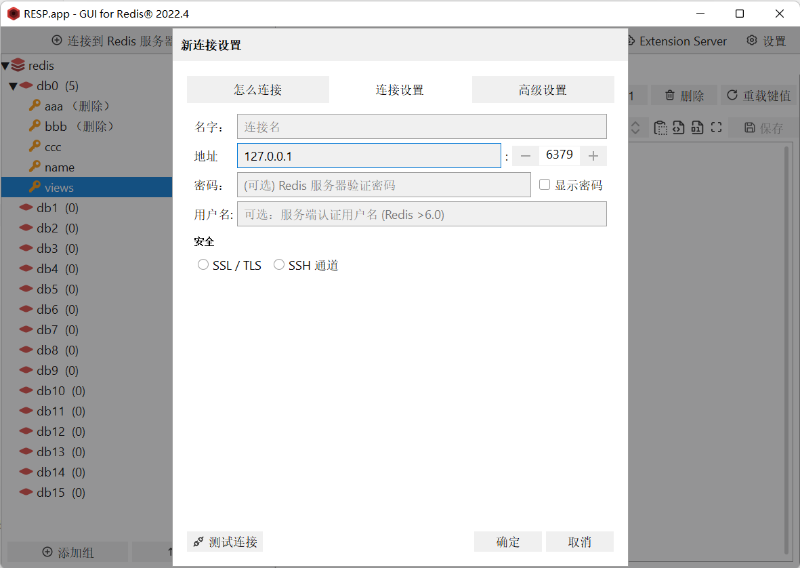 RESP.app - GUI for Redis® 2022.4
连接到 Redis 服务器
Extension Server
设置
新连接设置
怎么连接
连接设置
高级设置
名字：
连接名
地址
127.0.0.1
:
6379
密码：
(可选) Redis 服务器验证密码
显示密码
用户名:
可选：服务端认证用户名 (Redis >6.0)
安全
SSL / TLS
SSH 通道
redis
db0 (5)
aaa （删除）
bbb （删除）
ccc
name
views
db1 (0)
db2 (0)
db3 (0)
db4 (0)
db5 (0)
db6 (0)
db7 (0)
db8 (0)
db9 (0)
db10 (0)
db11 (0)
db12 (0)
db13 (0)
db14 (0)
db15 (0)
1
删除
重载键值
保存
添加组
测试连接
确定
取消